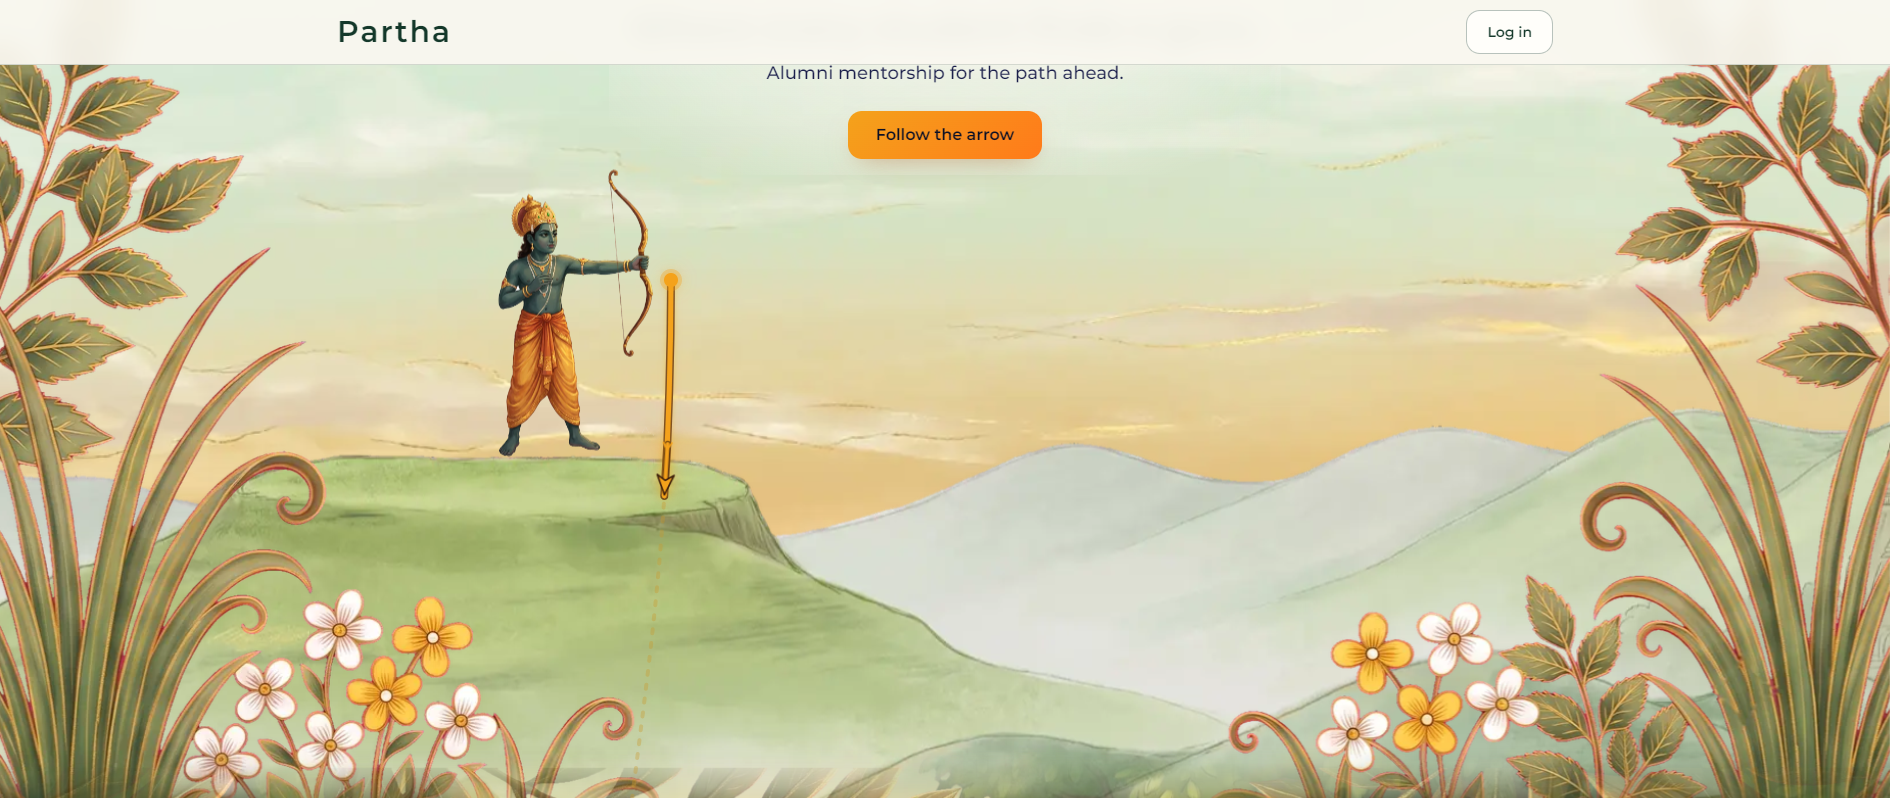 Partha
Log in
Alumni mentorship for the path ahead.
Follow the arrow